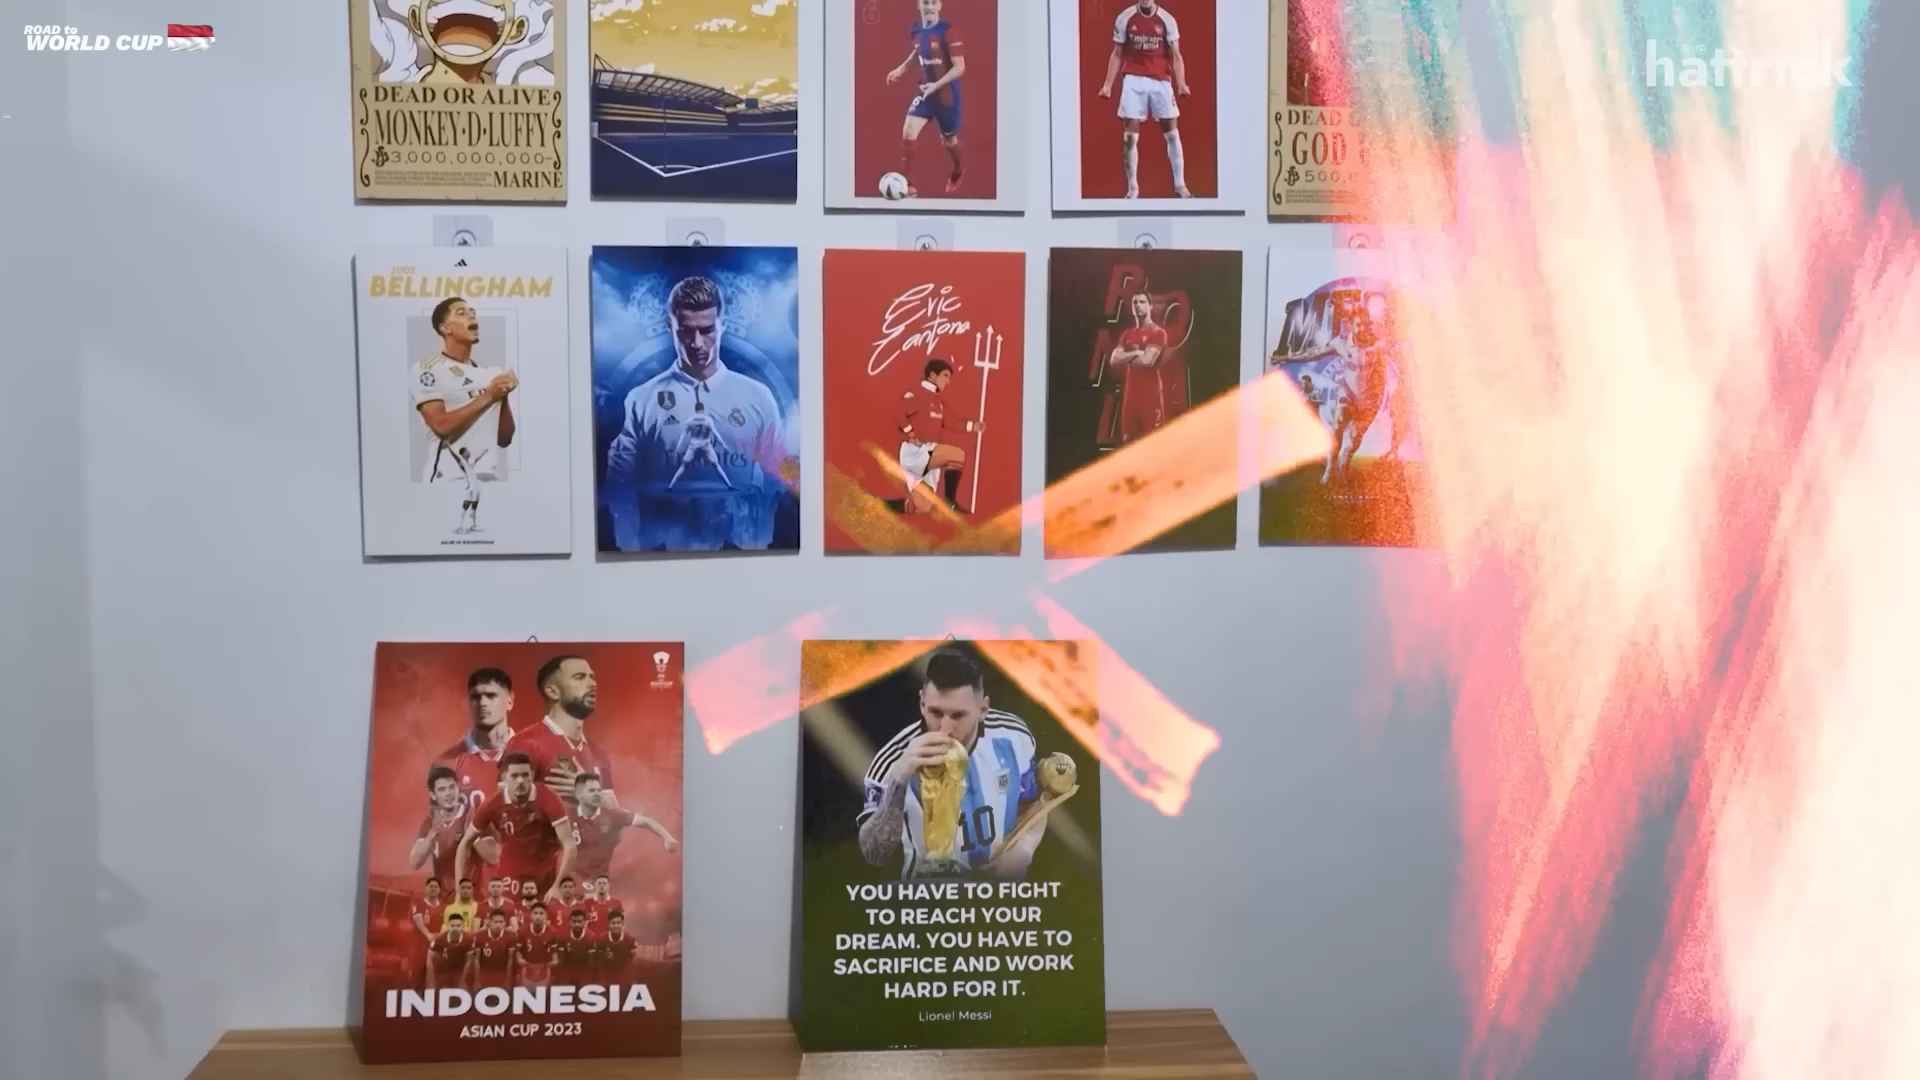 ROAD to
WORLD CUP
hattrick
DEAD OR ALIVE
MONKEY·D·LUFFY
3,000,000,000-
MARINE
DEAD
GOD
500,
JUDE
BELLINGHAM
Eric
Cantona
INDONESIA
ASIAN CUP 2023
YOU HAVE TO FIGHT
TO REACH YOUR
DREAM. YOU HAVE TO
SACRIFICE AND WORK
HARD FOR IT.
Lionel Messi
10